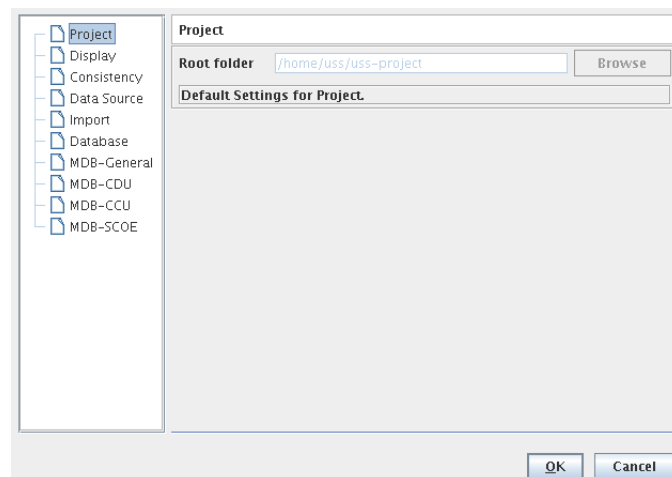 Project
Display
Consistency
Data Source
Import
Database
MDB-General
MDB-CDU
MDB-CCU
MDB-SCOE
Project
Root folder /home/uss/uss-project Browse
Default Settings for Project.
OK Cancel